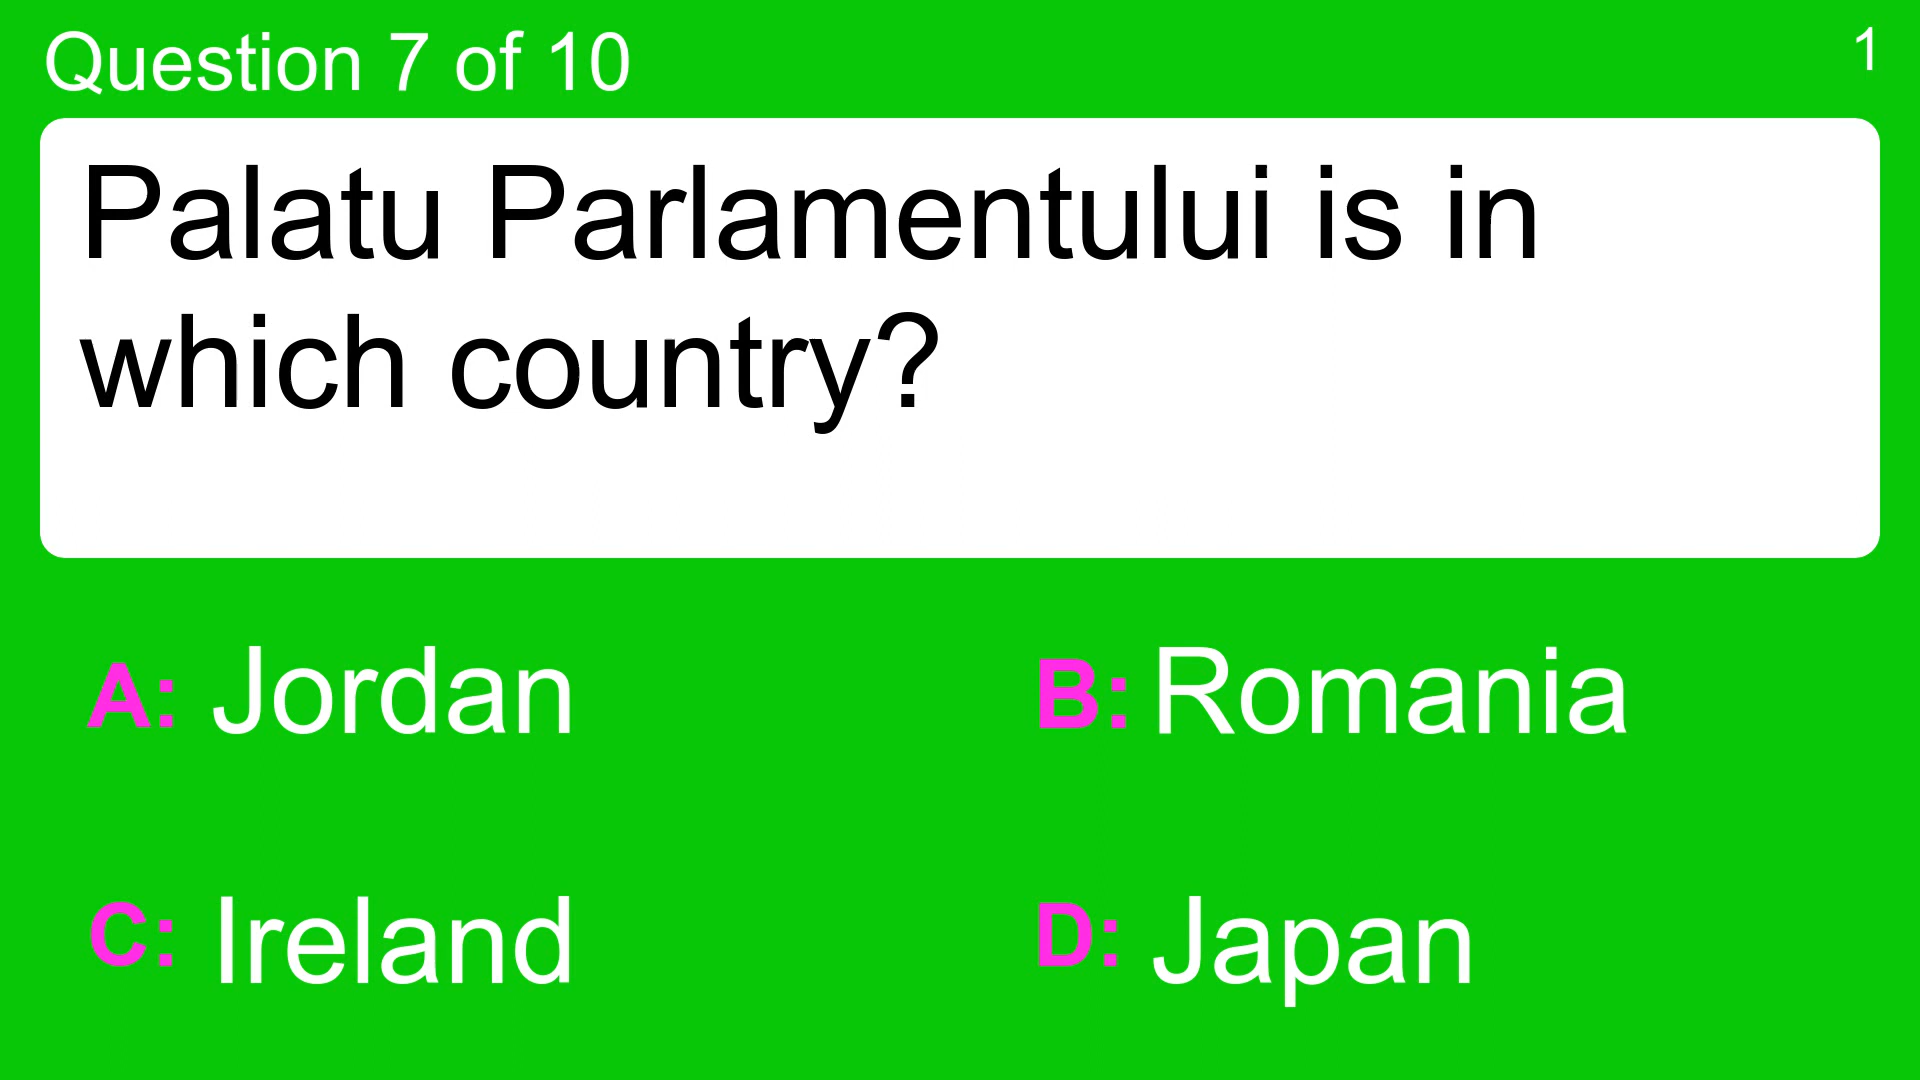 Question 7 of 10
1
Palatu Parlamentului is in
which country?
A: Jordan
B: Romania
C: Ireland
D: Japan